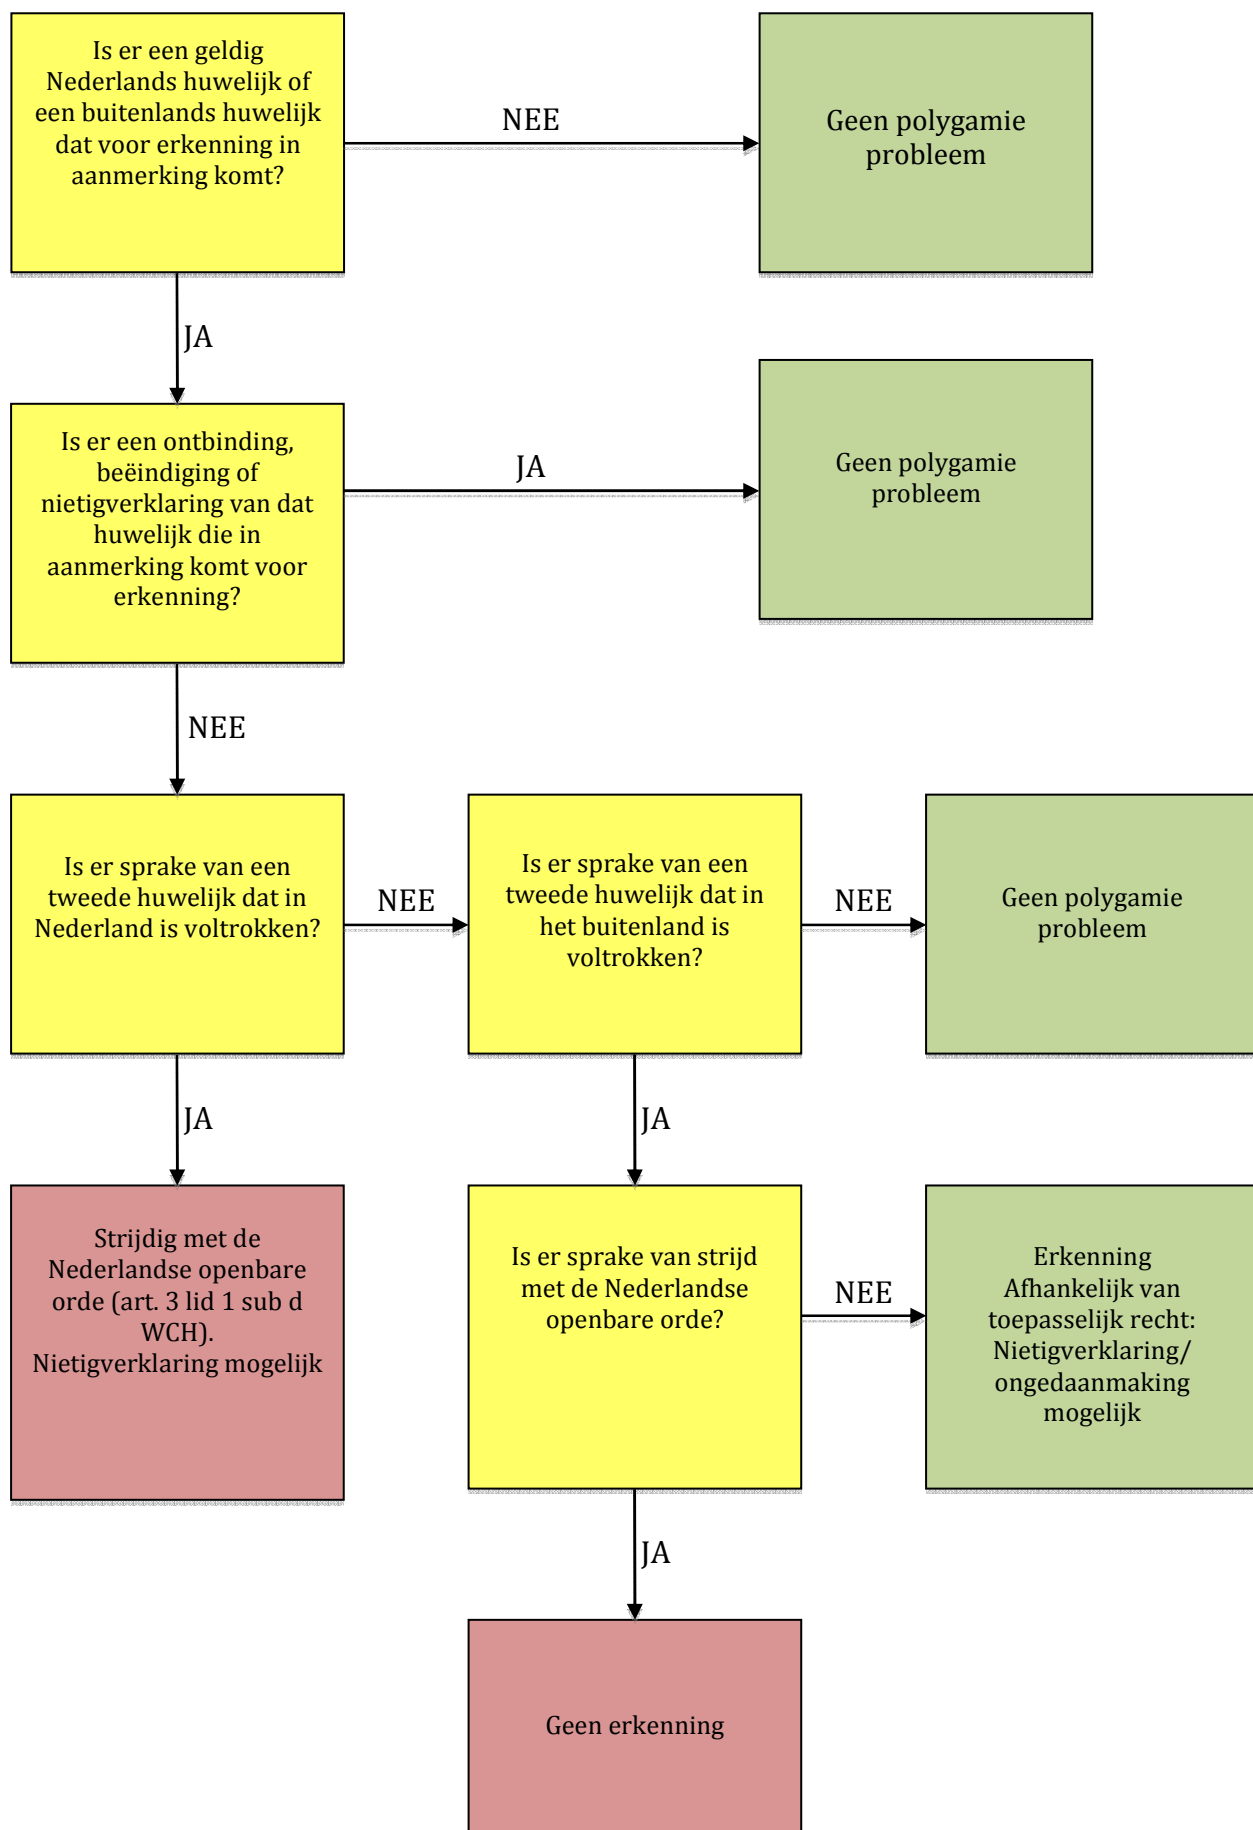 Is er een geldig
Nederlands huwelijk of
een buitenlands huwelijk
dat voor erkenning in
aanmerking komt?
NEE
Geen polygamie
probleem
JA
Is er een ontbinding,
beëindiging of
nietigverklaring van dat
huwelijk die in
aanmerking komt voor
erkenning?
JA
Geen polygamie
probleem
NEE
Is er sprake van een
tweede huwelijk dat in
Nederland is voltrokken?
NEE
Is er sprake van een
tweede huwelijk dat in
het buitenland is
voltrokken?
NEE
Geen polygamie
probleem
JA
JA
Strijdig met de
Nederlandse openbare
orde (art. 3 lid 1 sub d
WCH).
Nietigverklaring mogelijk
Is er sprake van strijd
met de Nederlandse
openbare orde?
NEE
Erkenning
Afhankelijk van
toepasselijk recht:
Nietigverklaring/
ongedaanmaking
mogelijk
JA
Geen erkenning